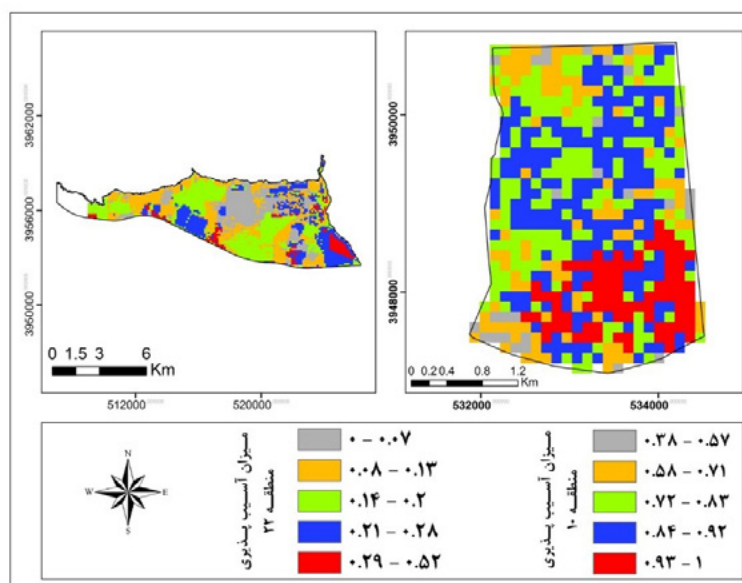 3962000
3956000
3950000
512000
520000
0 1.5 3 6
Km
3950000
3948000
532000
534000
0 0.2 0.4 0.8 1.2
Km
N
W E
S
میزان آسیب پذیری
منطقه ۲۲
۰ - ۰.۰۷
۰.۰۸ - ۰.۱۳
۰.۱۴ - ۰.۲
۰.۲۱ - ۰.۲۸
۰.۲۹ - ۰.۵۲
میزان آسیب پذیری
منطقه ۱۰
۰.۳۸ - ۰.۵۷
۰.۵۸ - ۰.۷۱
۰.۷۲ - ۰.۸۳
۰.۸۴ - ۰.۹۲
۰.۹۳ - ۱